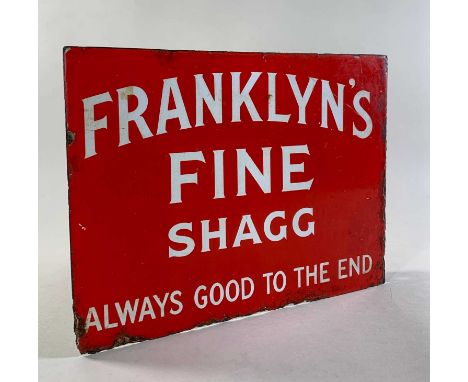 FRANKLYN'S
FINE
SHAGG
ALWAYS GOOD TO THE END